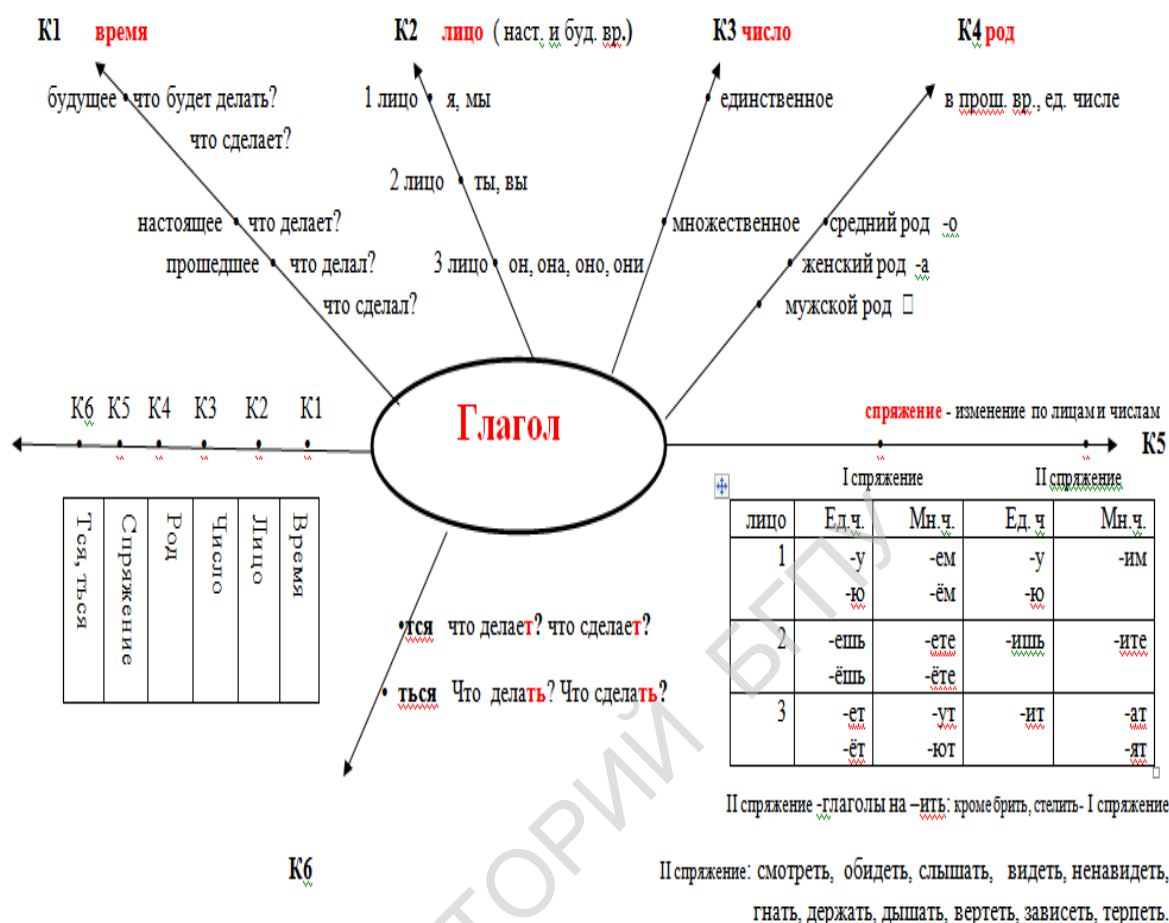 К1 время
К2 лицо ( наст. и буд. вр.)
К3 число
К4 род
будущее что будет делать?
что сделает?
настоящее что делает?
прошедшее что делал?
что сделал?
1 лицо я, мы
2 лицо ты, вы
3 лицо он, она, оно, они
единственное
множественное
в прош. вр., ед. числе
средний род -о
женский род -а
мужской род
Глагол
К6 К5 К4 К3 К2 К1
Тся, ться
Спряжение
Род
Число
Лицо
Время
спряжение - изменение по лицам и числам
К5
I спряжение II спряжение
лицо Ед.ч. Мн.ч. Ед. ч Мн.ч.
1 -у -ем -у -им
-ю -ём -ю
2 -ешь -ете -ишь -ите
-ёшь -ёте
3 -ет -ут -ит -ат
-ёт -ют -ят
•тся что делает? что сделает?
• ться Что делать? Что сделать?
К6
II спряжение -глаголы на –ить: кроме брить, стелить- I спряжение
II спряжение: смотреть, обидеть, слышать, видеть, ненавидеть,
гнать, держать, дышать, вертеть, зависеть, терпеть.
ТОРИЙ БГПУ